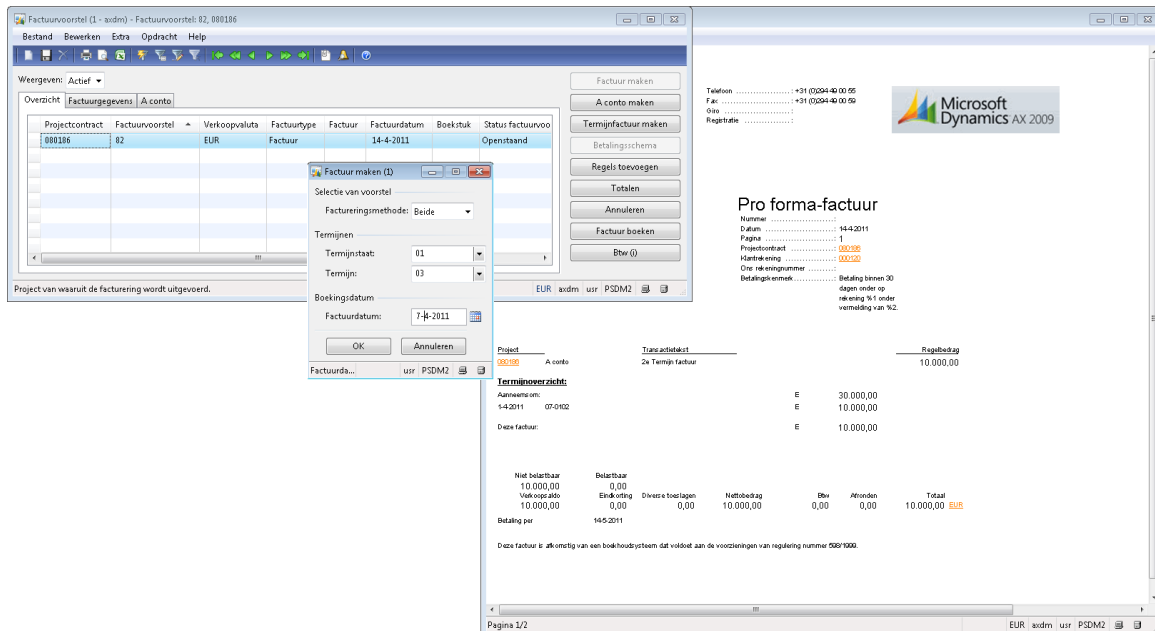 Factuurvoorstel (1 - axdm) - Factuurvoorstel: 82, 080186
Bestand Bewerken Extra Opdracht Help
Weergeven: Actief
Overzicht Factuurgegevens A conto
Projectcontract Factuurvoorstel Verkoopvaluta Factuurtype Factuur Factuurdatum Boekstuk Status factuurvoo
080186 82 EUR Factuur 14-4-2011 Openstaand
Factuur maken
A conto maken
Termijnfactuur maken
Betalingsschema
Regels toevoegen
Totalen
Annuleren
Factuur boeken
Btw (i)
Project van waaruit de facturering wordt uitgevoerd.
EUR axdm usr PSDM2
Factuur maken (1)
Selectie van voorstel
Factureringsmethode: Beide
Termijnen
Termijnstaat: 01
Termijn: 03
Boekingsdatum
Factuurdatum: 7-4-2011
OK Annuleren
Factuurda... usr PSDM2
Telefoon ..................: +31 (0)294 49 00 55
Fax ..................: +31 (0)294 49 00 59
Giro ..................:
Registratie ..................:
Microsoft
Dynamics AX 2009
Pro forma-factuur
Nummer ..................:
Datum ..................: 14-4-2011
Pagina ..................: 1
Projectcontract ..................: 080186
Klantrekening ..................: 080120
Ons rekeningnummer ........:
Betalingskenmerk ............: Betaling binnen 30
dagen onder op
rekening %1 onder
vermelding van %2.
Project Transactietekst Regelbedrag
080186 A conto 2e Termijn factuur 10.000,00
Termijnoverzicht:
Aanneemsom: E 30.000,00
1-4-2011 07-0102 E 10.000,00
Deze factuur: E 10.000,00
Niet belastbaar Belastbaar
10.000,00 0,00
Verkoopsaldo Eindkorting Diverse toeslagen Nettobedrag Btw Afronden Totaal
10.000,00 0,00 0,00 10.000,00 0,00 0,00 10.000,00 EUR
Betaling per 14-5-2011
Deze factuur is afkomstig van een boekhoudsysteem dat voldoet aan de voorzieningen van regulering nummer 598/1999.
Pagina 1/2
EUR axdm usr PSDM2